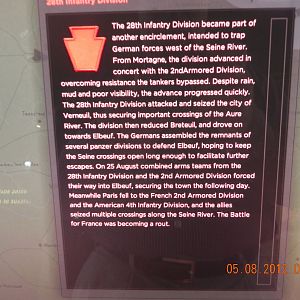 28th Infantry Division
The 28th Infantry Division became part of
another encirclement, intended to trap
German forces west of the Seine River.
From Mortagne, the division advanced in
concert with the 2ndArmored Division,
overcoming resistance the tankers bypassed. Despite rain,
mud and poor visibility, the advance progressed quickly.
The 28th Division attacked and seized the city of
Verneuil, thus securing important crossings of the Aure
River. The division then reduced Breteuil, and drove on
towards Elbeuf. The Germans assembled the remnants of
several panzer divisions to defend Elbeuf, hoping to keep
the Seine crossings open long enough to facilitate further
escapes. On 25 August combined arms teams from the
28th Infantry Division and the 2nd Armored Division forced
their way into Elbeuf, securing the town the following day.
Meanwhile Paris fell to the French 2nd Armored Division
and the American 4th Infantry Division, and the allies
seized multiple crossings along the Seine River. The Battle
for France was becoming a rout.